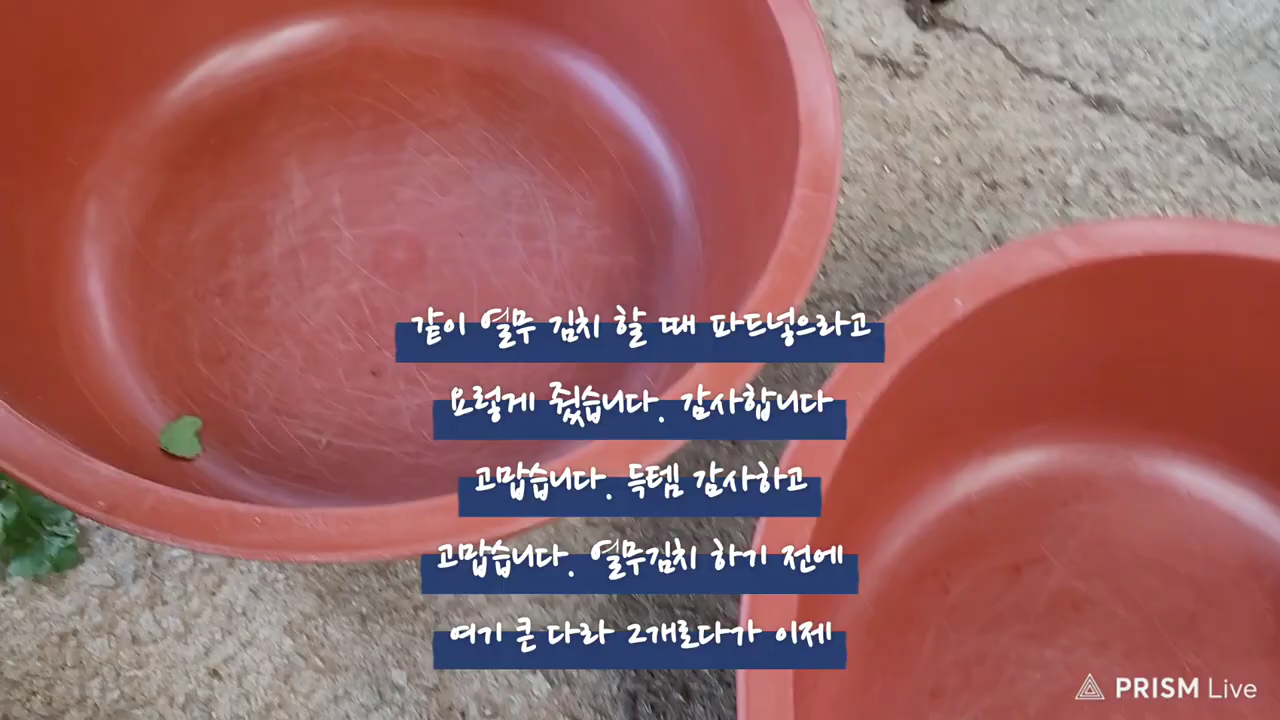 같이 열무 김치 할 때 파드넣으라고
요렇게 줬습니다. 감사합니다
고맙습니다. 득템 감사하고
고맙습니다. 열무김치 하기 전에
여기 큰 다라 2개로다가 이제
PRISM Live